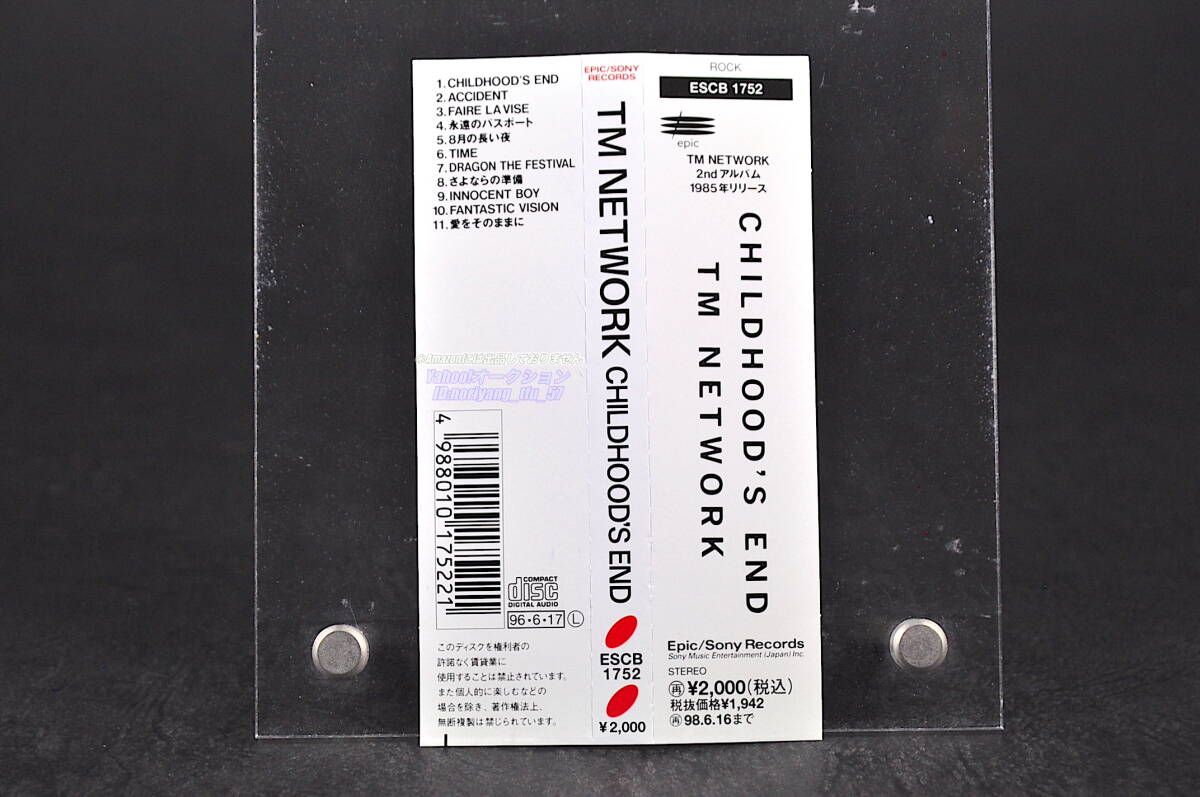 1. CHILDHOOD'S END
2. ACCIDENT
3. FAIRE LA VISE
4. 永遠のパスポート
5. 8月の長い夜
6. TIME
7. DRAGON THE FESTIVAL
8. さよならの準備
9. INNOCENT BOY
10. FANTASTIC VISION
11. 愛をそのままに
※Amazonには出品しておりません
Yahoo!オークション
ID:noriyang_tfu_57
4 988010 175221
COMPACT
disc
DIGITAL AUDIO
96・6・17 Ⓛ
このディスクを権利者の
許諾なく賃貸業に
使用することは禁止されています。
また個人的に楽しむなどの
場合を除き、著作権法上、
無断複製は禁じられています。
EPIC/SONY
RECORDS
TM NETWORK CHILDHOOD'S END
ESCB
1752
¥2,000
ROCK
ESCB 1752
epic
TM NETWORK
2ndアルバム
1985年リリース
CHILDHOOD'S END
TM NETWORK
Epic/Sony Records
Sony Music Entertainment (Japan) Inc.
STEREO
㊞¥2,000(税込)
税抜価格¥1,942
再98.6.16まで